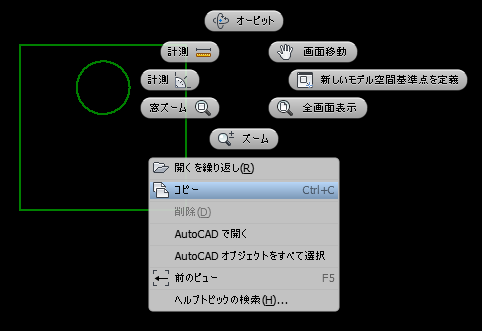 オービット
計測
画面移動
計測
新しいモデル空間基準点を定義
窓ズーム
全画面表示
ズーム
開くを繰り返し(R)
コピー Ctrl+C
削除(D)
AutoCAD で開く
AutoCAD オブジェクトをすべて選択
前のビュー F5
ヘルプトピックの検索(H)...